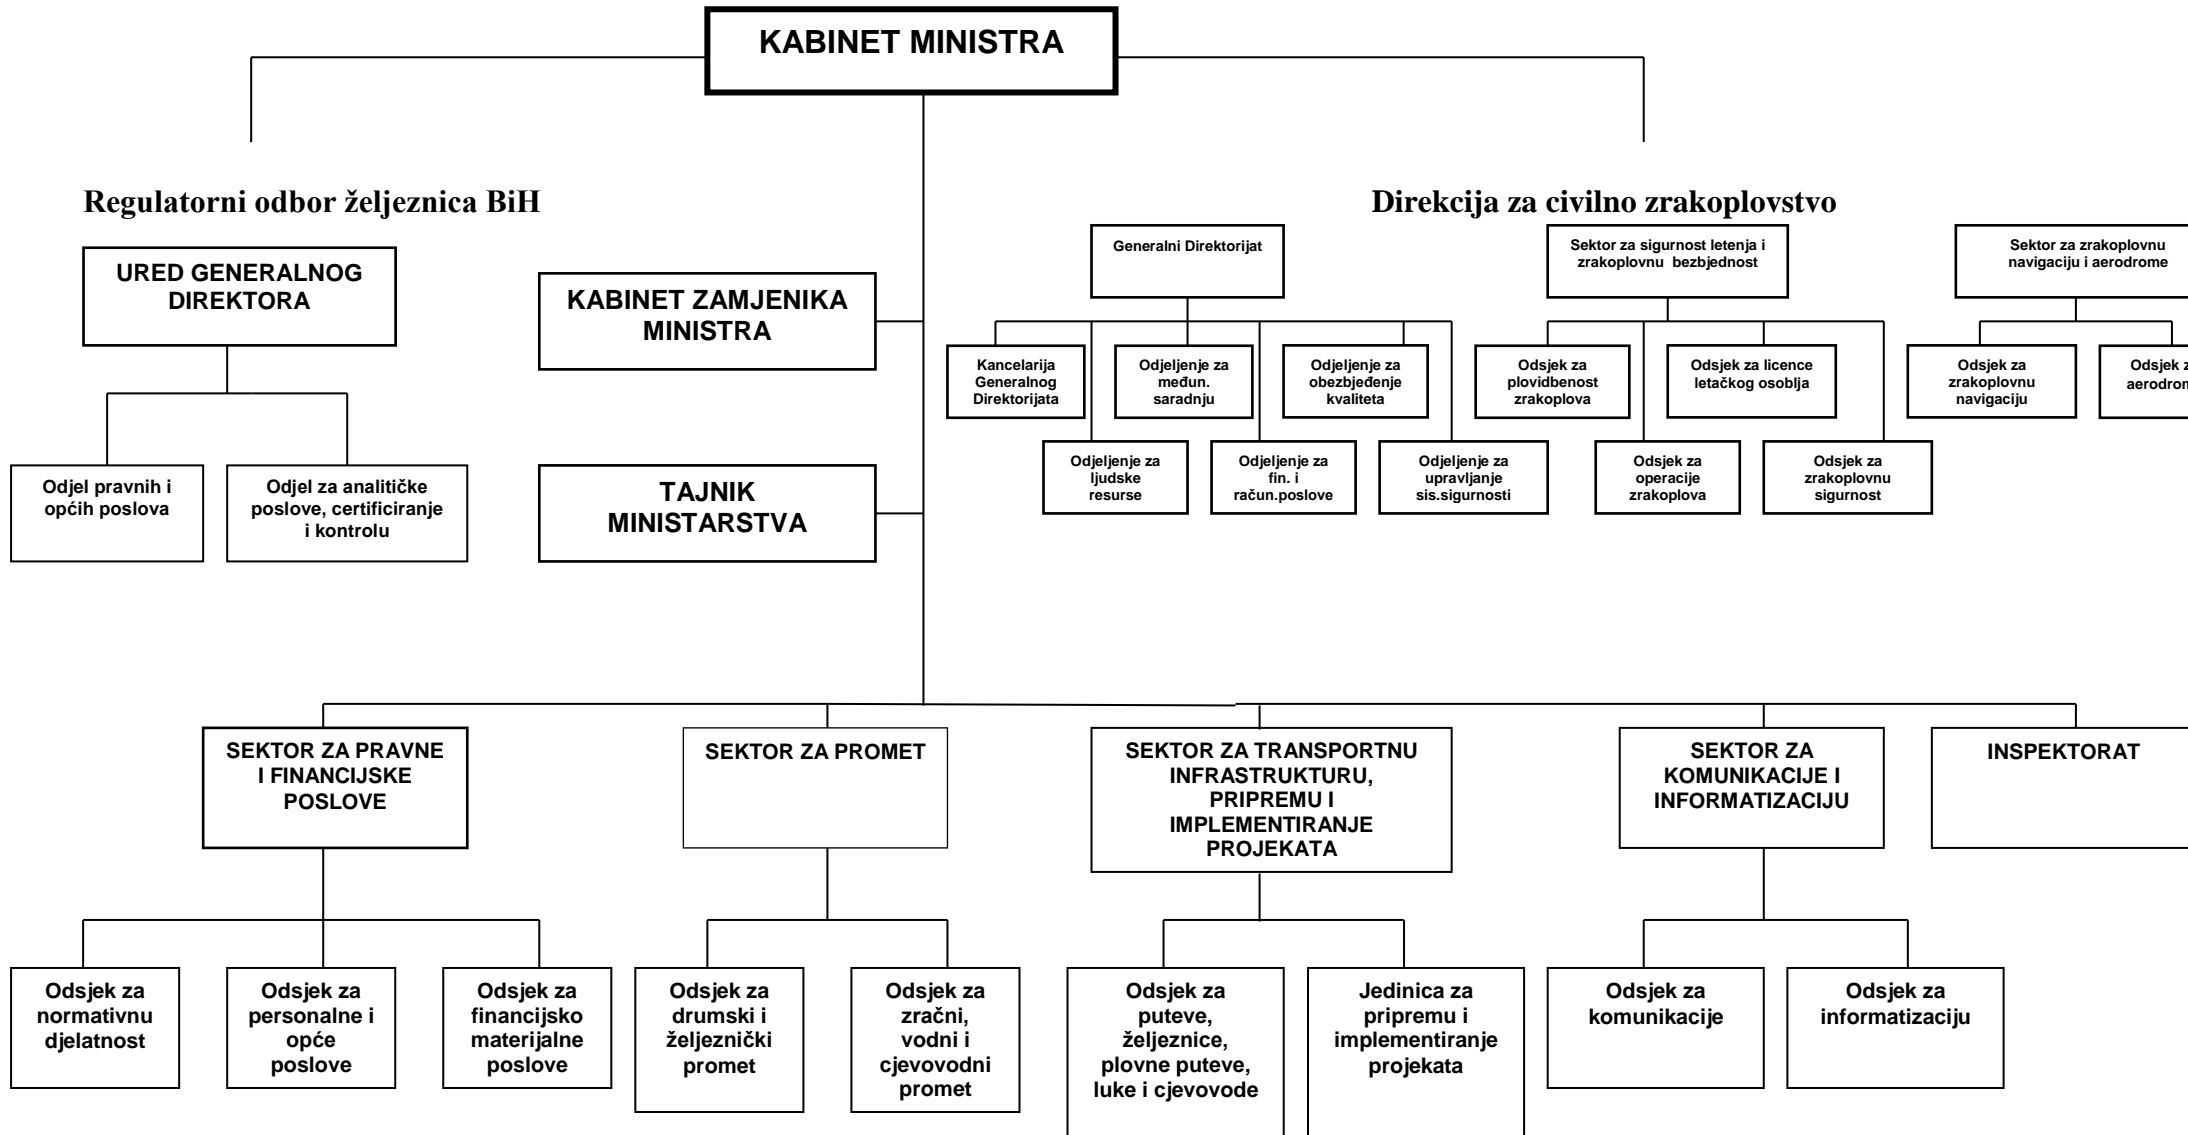 KABINET MINISTRA
Regulatorni odbor željeznica BiH
Direkcija za civilno zrakoplovstvo
URED GENERALNOG
DIREKTORA
KABINET ZAMJENIKA
MINISTRA
Generalni Direktorijat
Sektor za sigurnost letenja i
zrakoplovnu bezbjednost
Sektor za zrakoplovnu
navigaciju i aerodrome
Kancelarija
Generalnog
Direktorijata
Odjeljenje za
međun.
saradnju
Odjeljenje za
obezbjeđenje
kvaliteta
Odsjek za
plovidbenost
zrakoplova
Odsjek za licence
letačkog osoblja
Odsjek za
zrakoplovnu
navigaciju
Odsjek
Odjeljenje za
ljudske
resurse
Odjeljenje za
fin. i
račun.poslove
Odjeljenje za
upravljanje
sis.sigurnosti
Odsjek za
operacije
zrakoplova
Odsjek za
zrakoplovnu
sigurnost
Odjel pravnih i
općih poslova
Odjel za analitičke
poslove, certificiranje
i kontrolu
TAJNIK
MINISTARSTVA
SEKTOR ZA PRAVNE
I FINANCIJSKE
POSLOVE
SEKTOR ZA PROMET
SEKTOR ZA TRANSPORTNU
INFRASTRUKTURU,
PRIPREMU I
IMPLEMENTIRANJE
PROJEKATA
SEKTOR ZA
KOMUNIKACIJE I
INFORMATIZACIJU
INSPEKTORAT
Odsjek za
normativnu
djelatnost
Odsjek za
personalne i
opće
poslove
Odsjek za
financijsko
materijalne
poslove
Odsjek za
drumski i
željeznički
promet
Odsjek za
zračni,
vodni i
cjevovodni
promet
Odsjek za
puteve,
željeznice,
plovne puteve,
luke i cjevovode
Jedinica za
pripremu i
implementiranje
projekata
Odsjek za
komunikacije
Odsjek za
informatizaciju